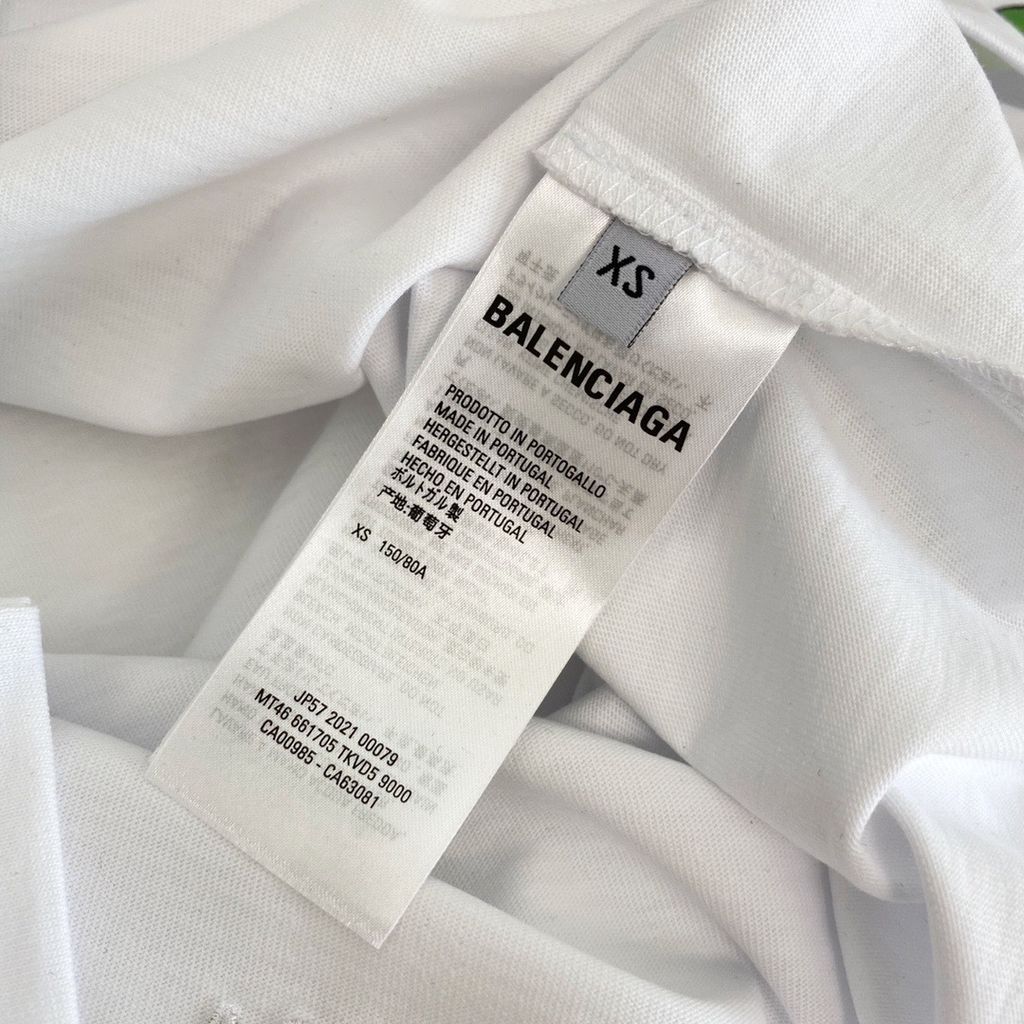 XS
BALENCIAGA
PRODOTTO IN PORTOGALLO
MADE IN PORTUGAL
HERGESTELLT IN PORTUGAL
FABRIQUE EN PORTUGAL
HECHO EN PORTUGAL
ポルトガル製
产地:葡萄牙
XS 150/80A
JP57 2021 00079
MT46 661705 TKVD5 9000
CA00985 - CA63081